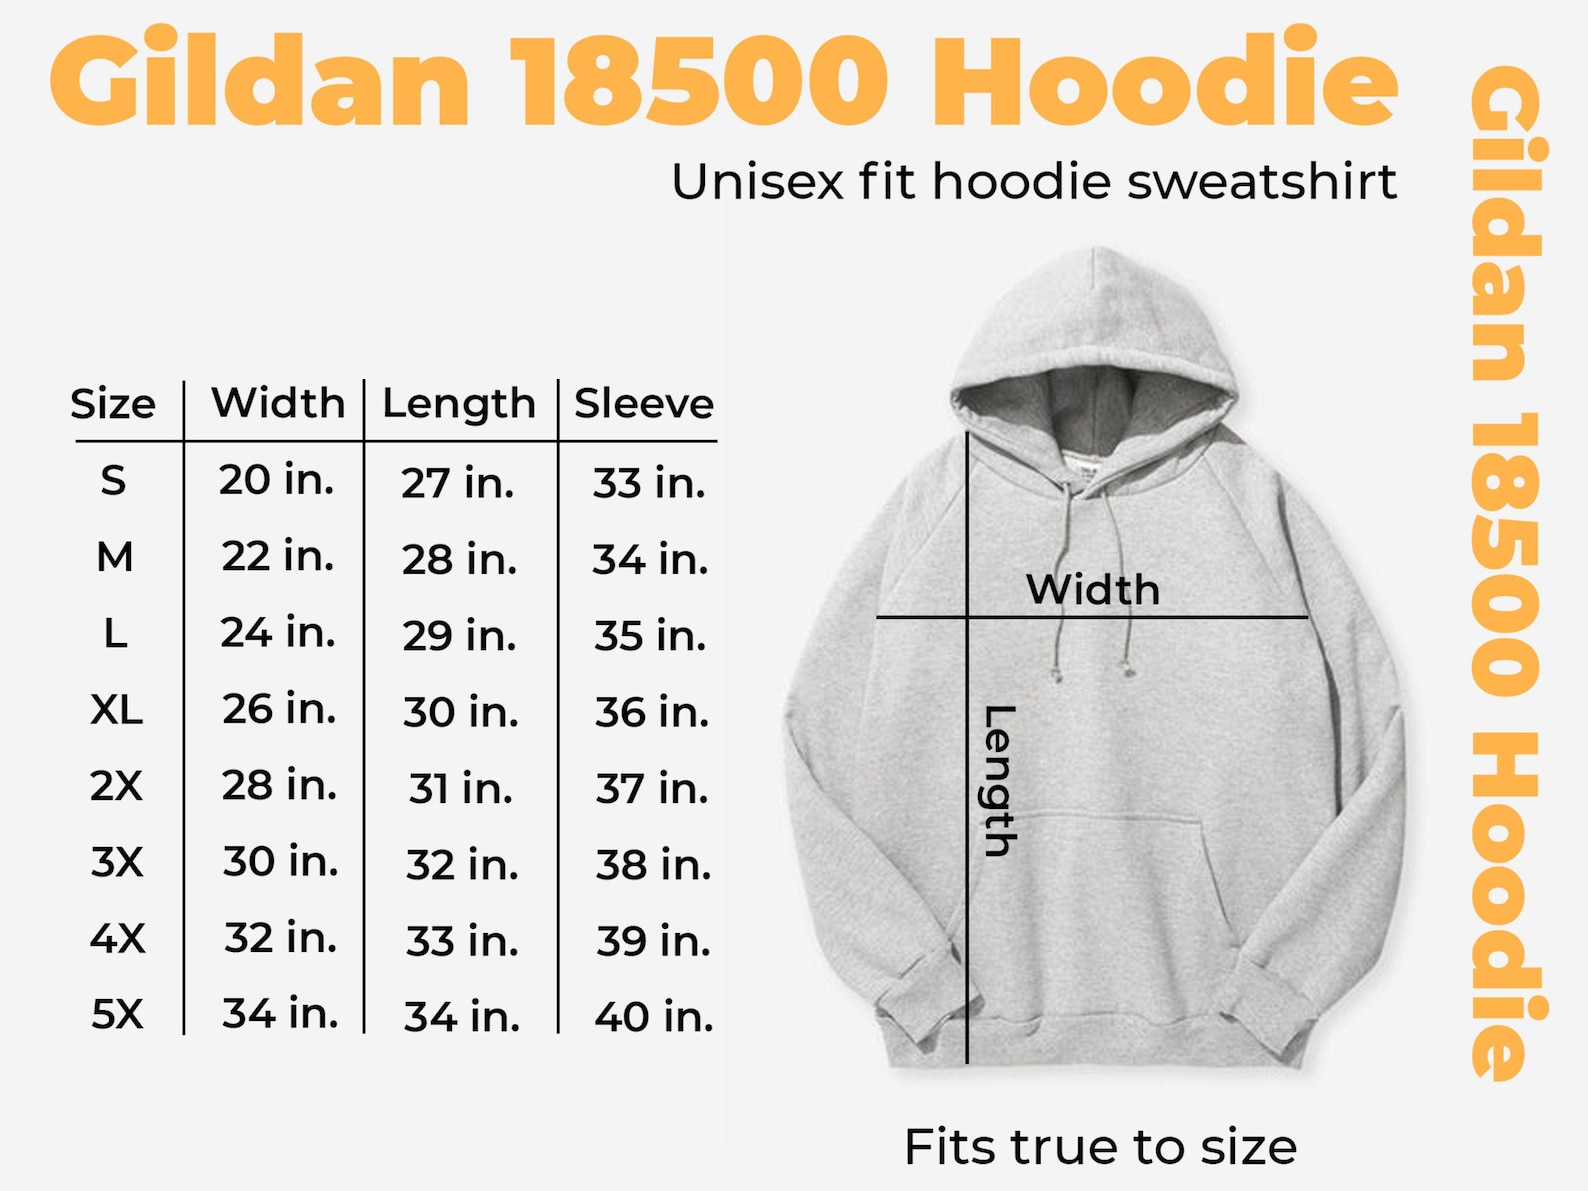 Gildan 18500 Hoodie
Unisex fit hoodie sweatshirt
Size Width Length Sleeve
S 20 in. 27 in. 33 in.
M 22 in. 28 in. 34 in.
L 24 in. 29 in. 35 in.
XL 26 in. 30 in. 36 in.
2X 28 in. 31 in. 37 in.
3X 30 in. 32 in. 38 in.
4X 32 in. 33 in. 39 in.
5X 34 in. 34 in. 40 in.
Width
Length
Fits true to size
Gildan 18500 Hoodie